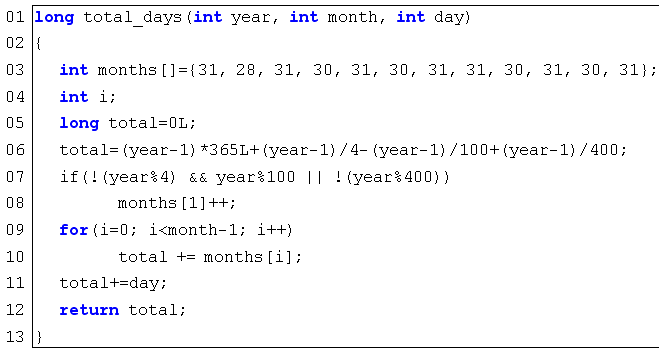 01 long total_days(int year, int month, int day)
02 {
03 int months[]={31, 28, 31, 30, 31, 30, 31, 31, 30, 31, 30, 31};
04 int i;
05 long total=0L;
06 total=(year-1)*365L+(year-1)/4-(year-1)/100+(year-1)/400;
07 if(!(year%4) && year%100 || !(year%400))
08 months[1]++;
09 for(i=0; i<month-1; i++)
10 total += months[i];
11 total+=day;
12 return total;
13 }